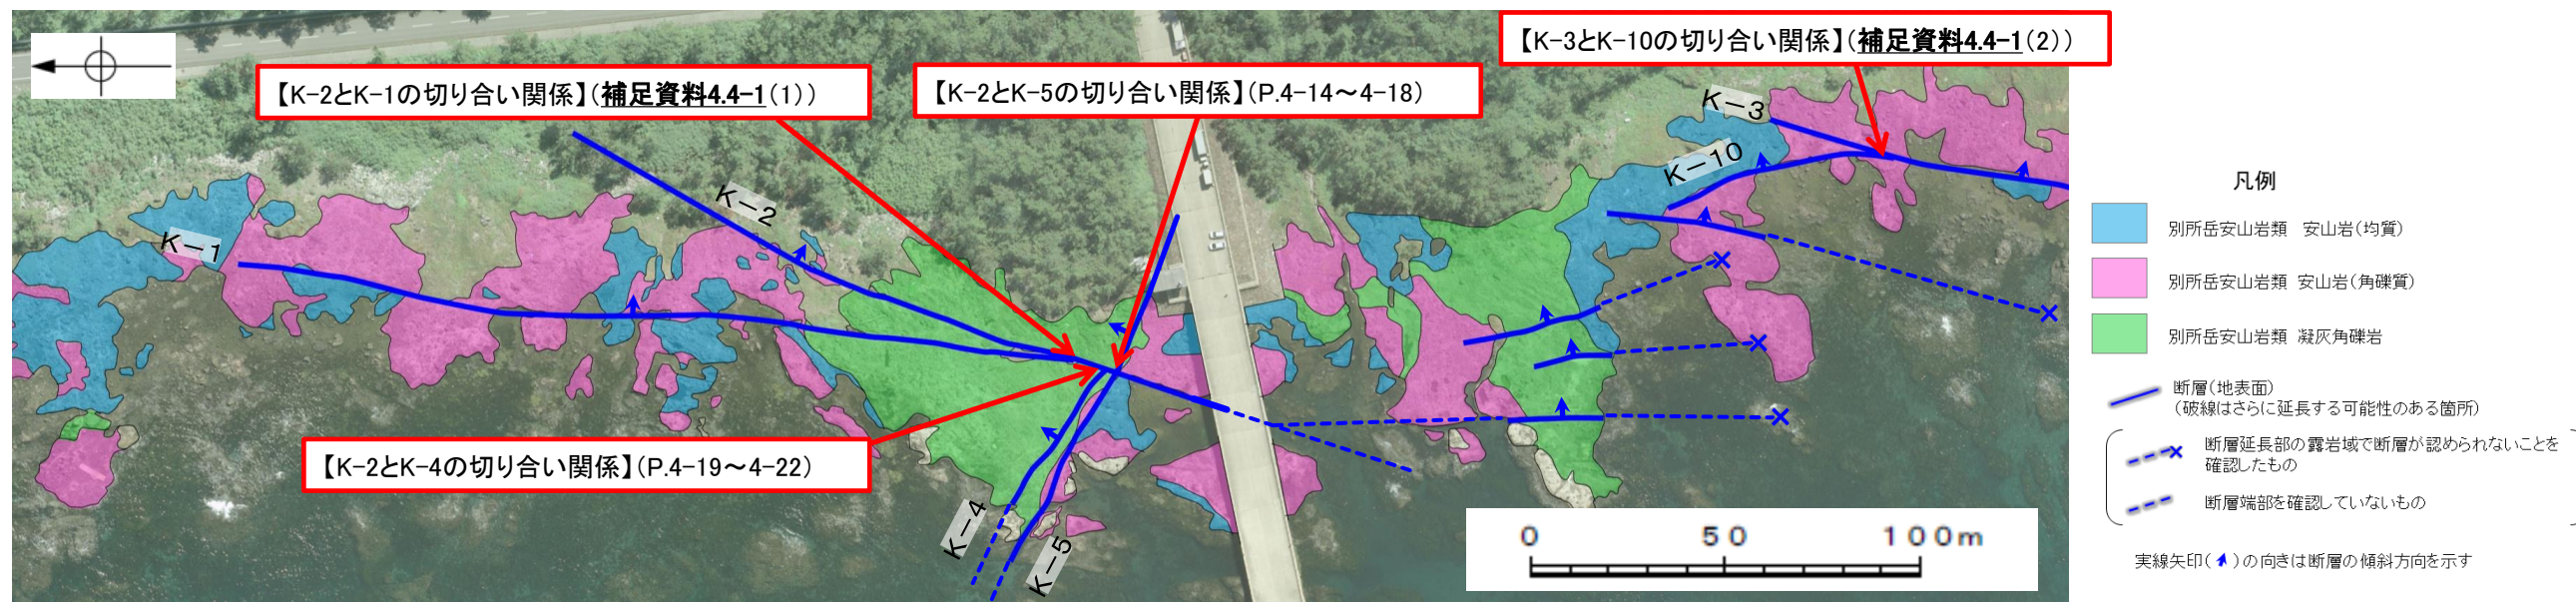 【K-3とK-10の切り合い関係】(補足資料4.4-1(2))
【K-2とK-1の切り合い関係】(補足資料4.4-1(1))
【K-2とK-5の切り合い関係】(P.4-14～4-18)
K-3
K-10
K-2
K-1
【K-2とK-4の切り合い関係】(P.4-19～4-22)
K-4
K-5
0 50 100m
凡例
別所岳安山岩類 安山岩(均質)
別所岳安山岩類 安山岩(角礫質)
別所岳安山岩類 凝灰角礫岩
断層(地表面)
(破線はさらに延長する可能性のある箇所)
断層延長部の露岩域で断層が認められないことを
確認したもの
断層端部を確認していないもの
実線矢印( )の向きは断層の傾斜方向を示す